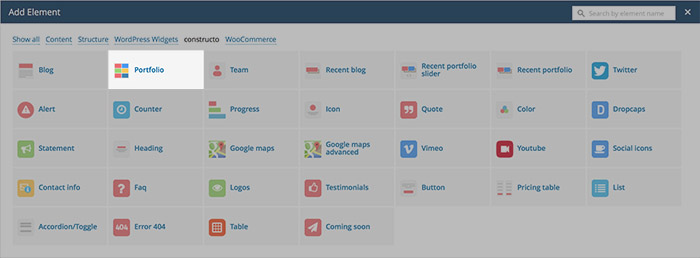 Add Element
Search by element name
×
Show all Content Structure WordPress Widgets constructo WooCommerce
Blog
Portfolio
Team
Recent blog
Recent portfolio
slider
Recent portfolio
Twitter
Alert
Counter
Progress
Icon
Quote
Color
Dropcaps
Statement
Heading
Google maps
Google maps
advanced
Vimeo
Youtube
Social icons
Contact info
Faq
Logos
Testimonials
Button
Pricing table
List
Accordion/Toggle
404
Error 404
Table
Coming soon